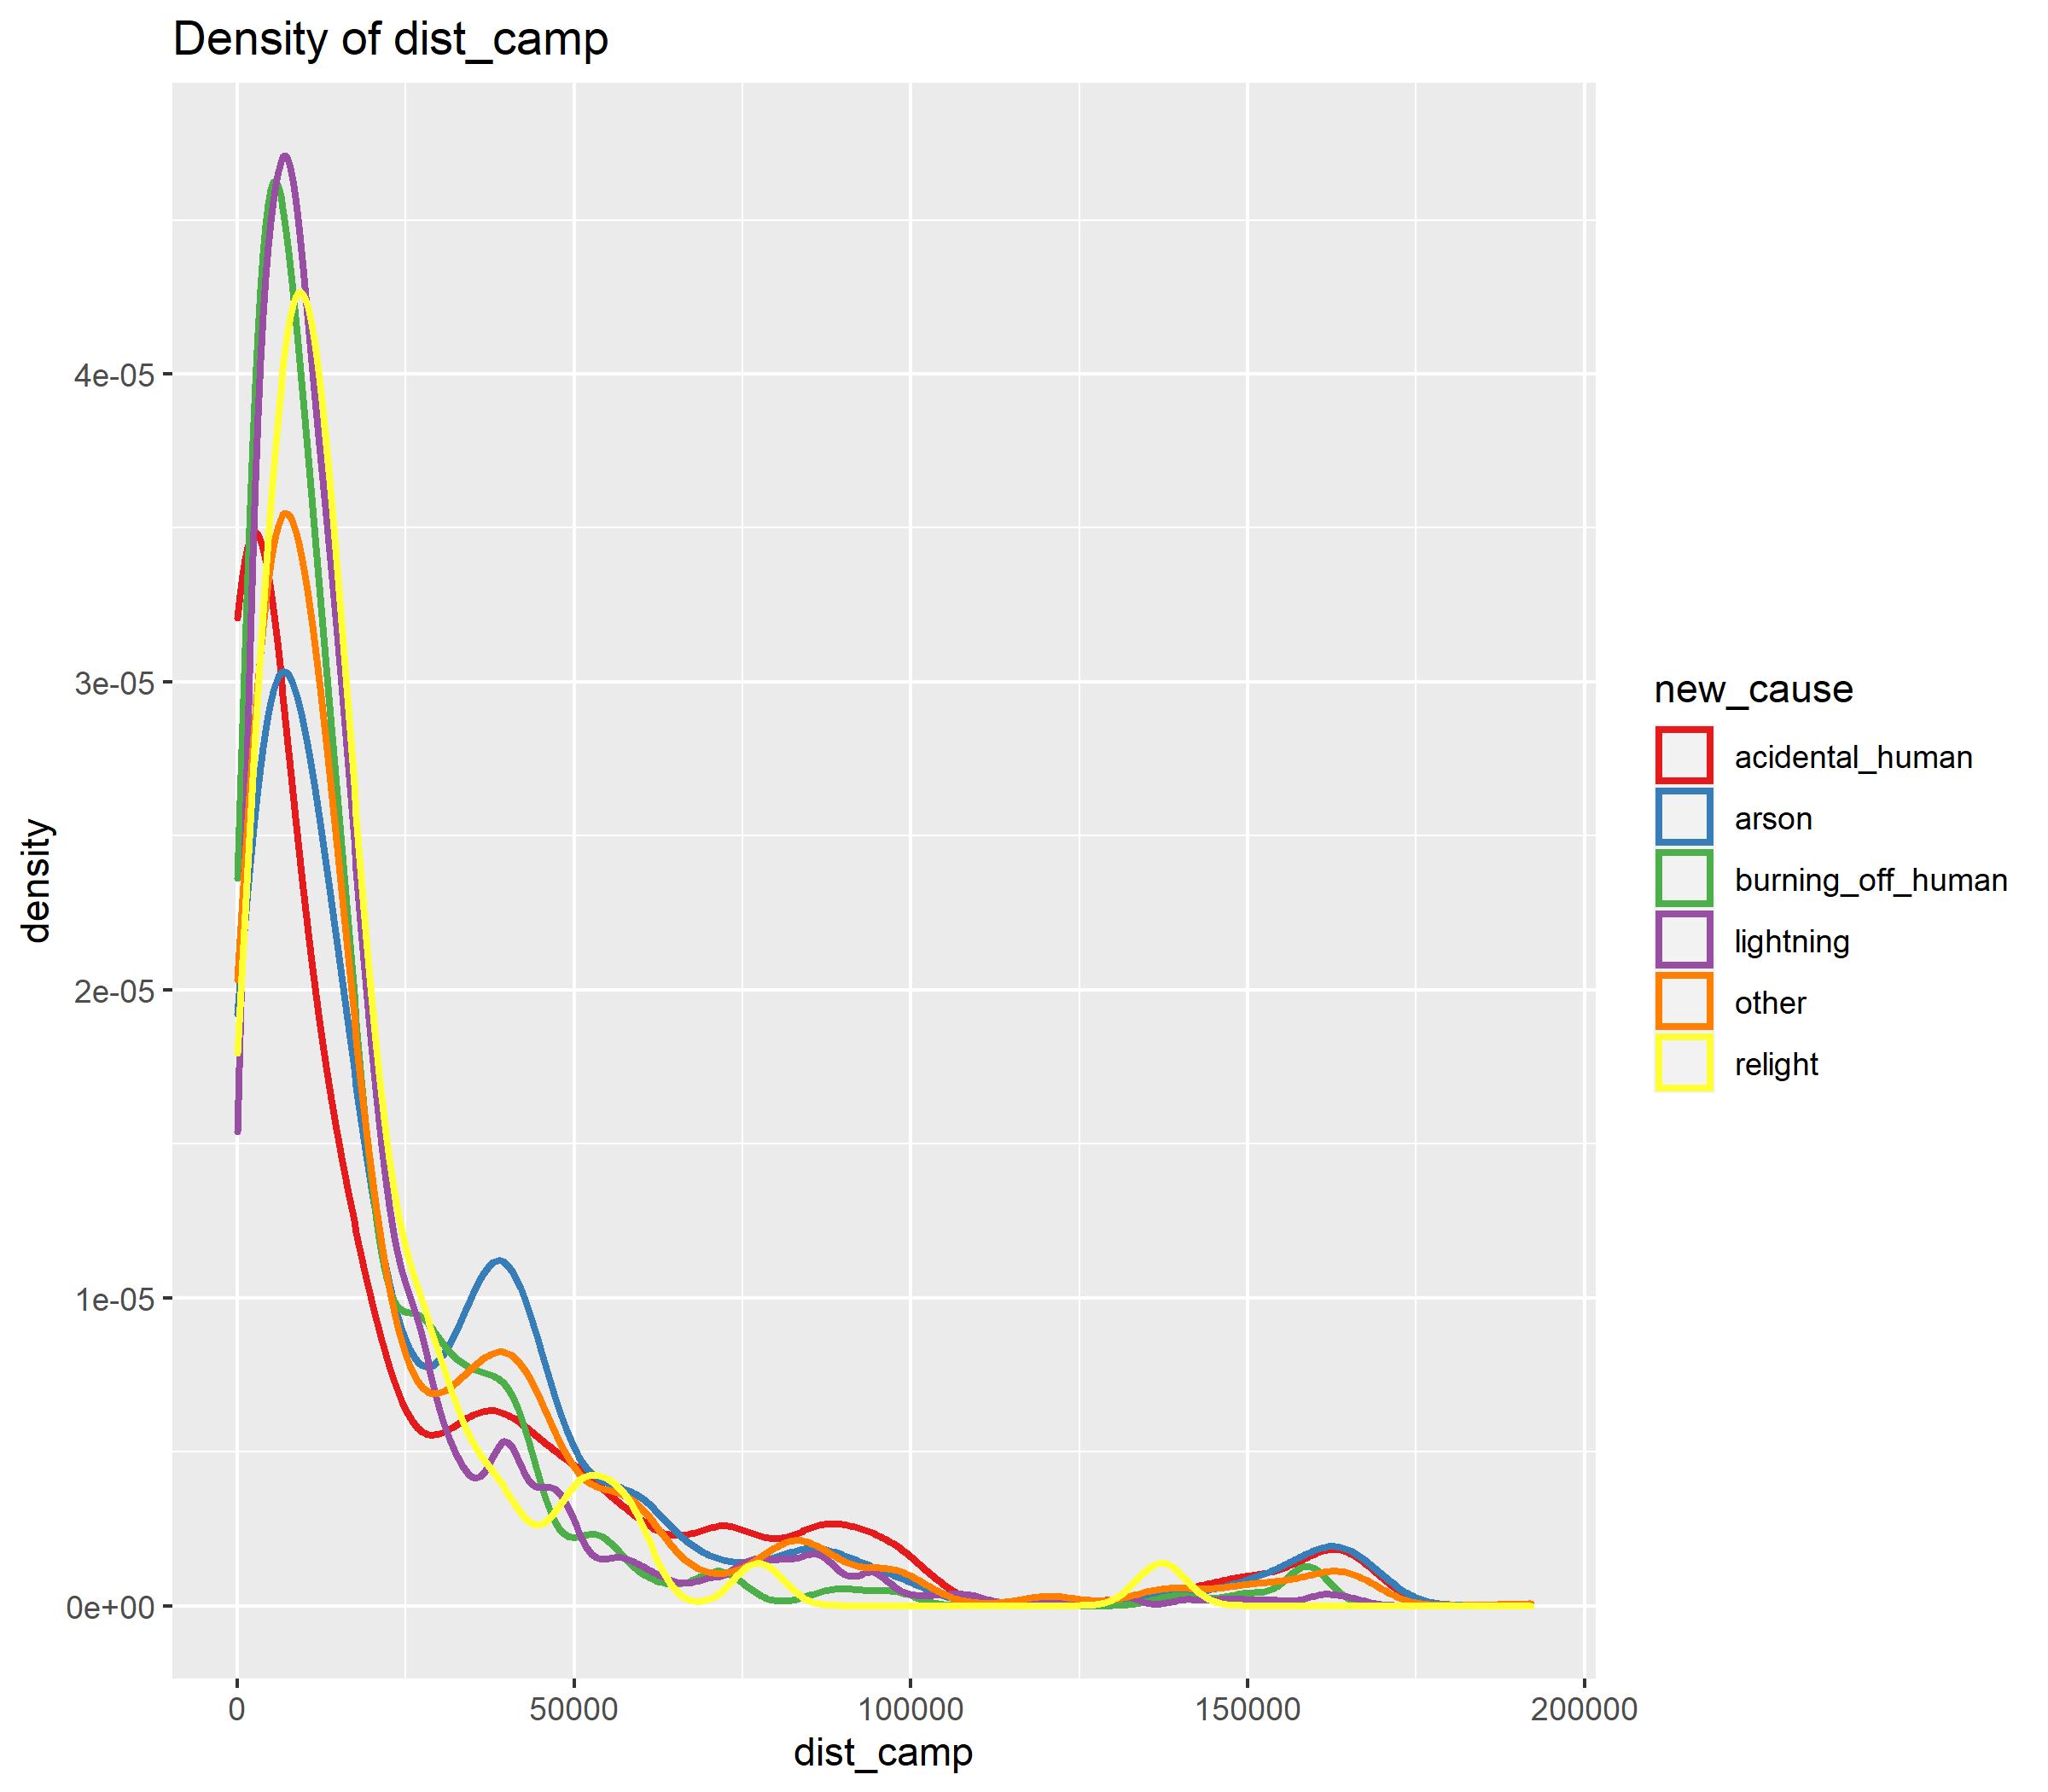 Density of dist_camp
density
4e-05
3e-05
2e-05
1e-05
0e+00
0
50000
100000
150000
200000
dist_camp
new_cause
acidental_human
arson
burning_off_human
lightning
other
relight